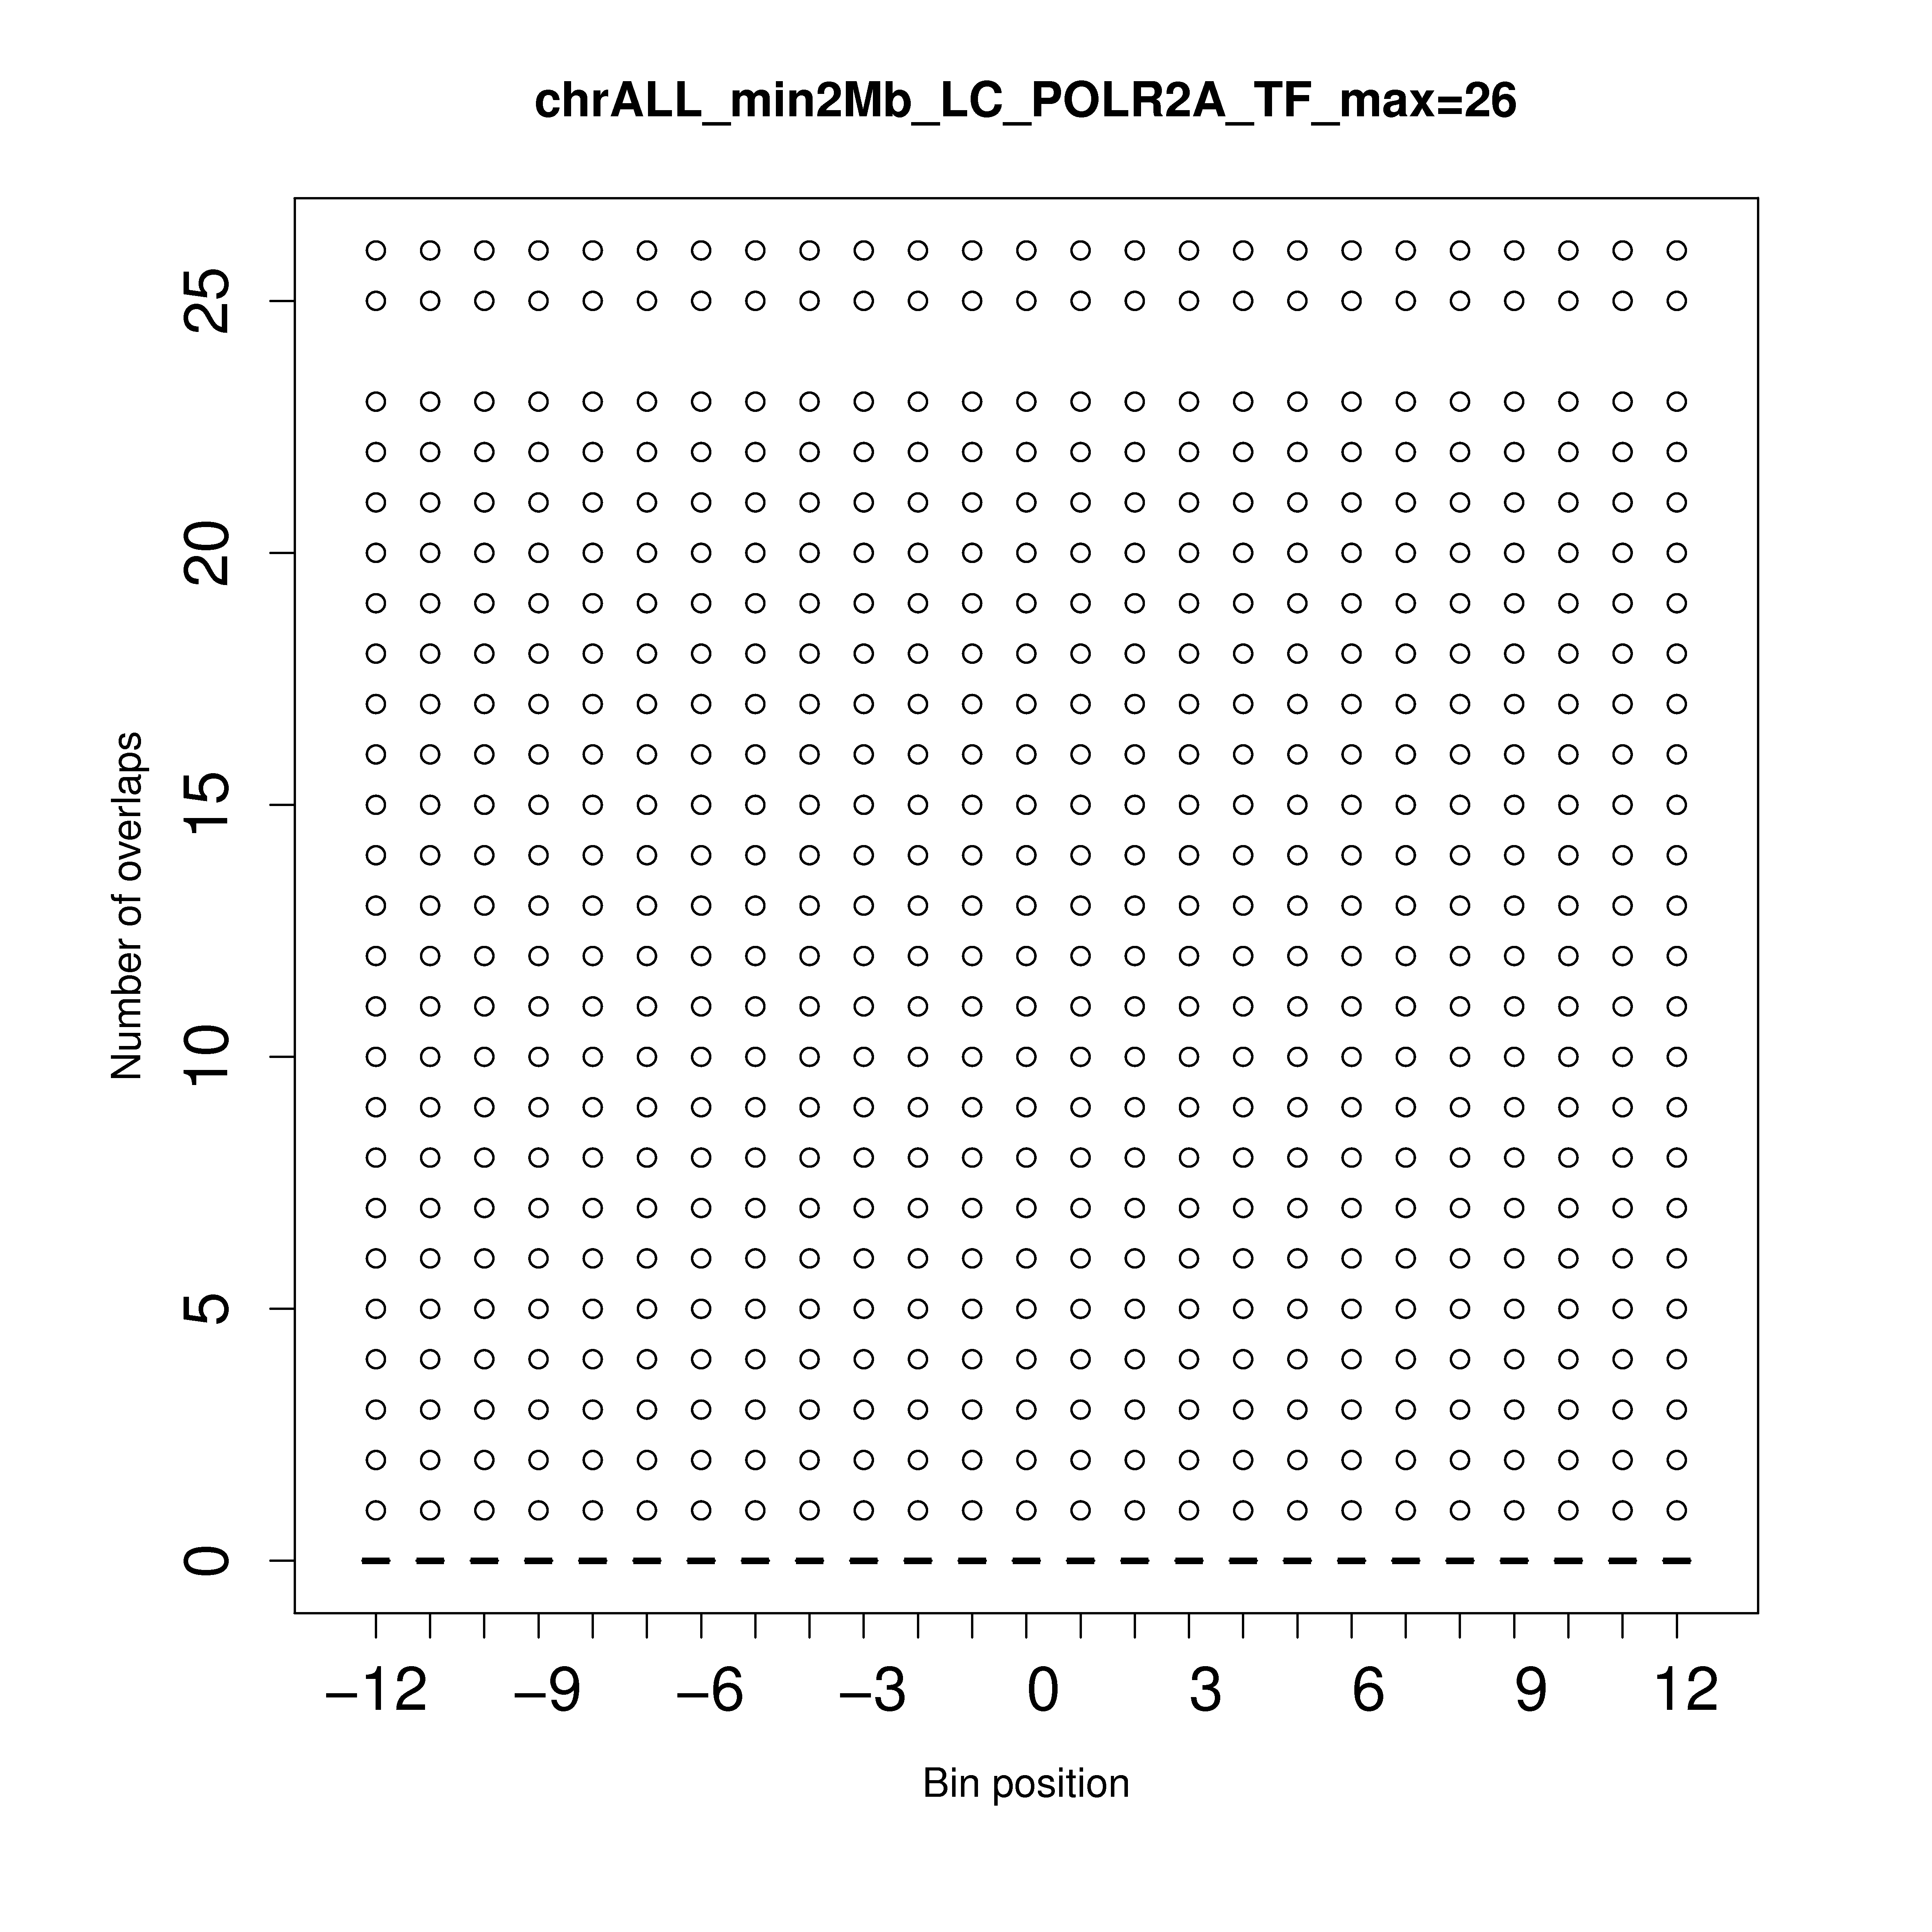 chrALL_min2Mb_LC_POLR2A_TF_max=26
Number of overlaps
25
20
15
10
5
0
−12 −9 −6 −3 0 3 6 9 12
Bin position